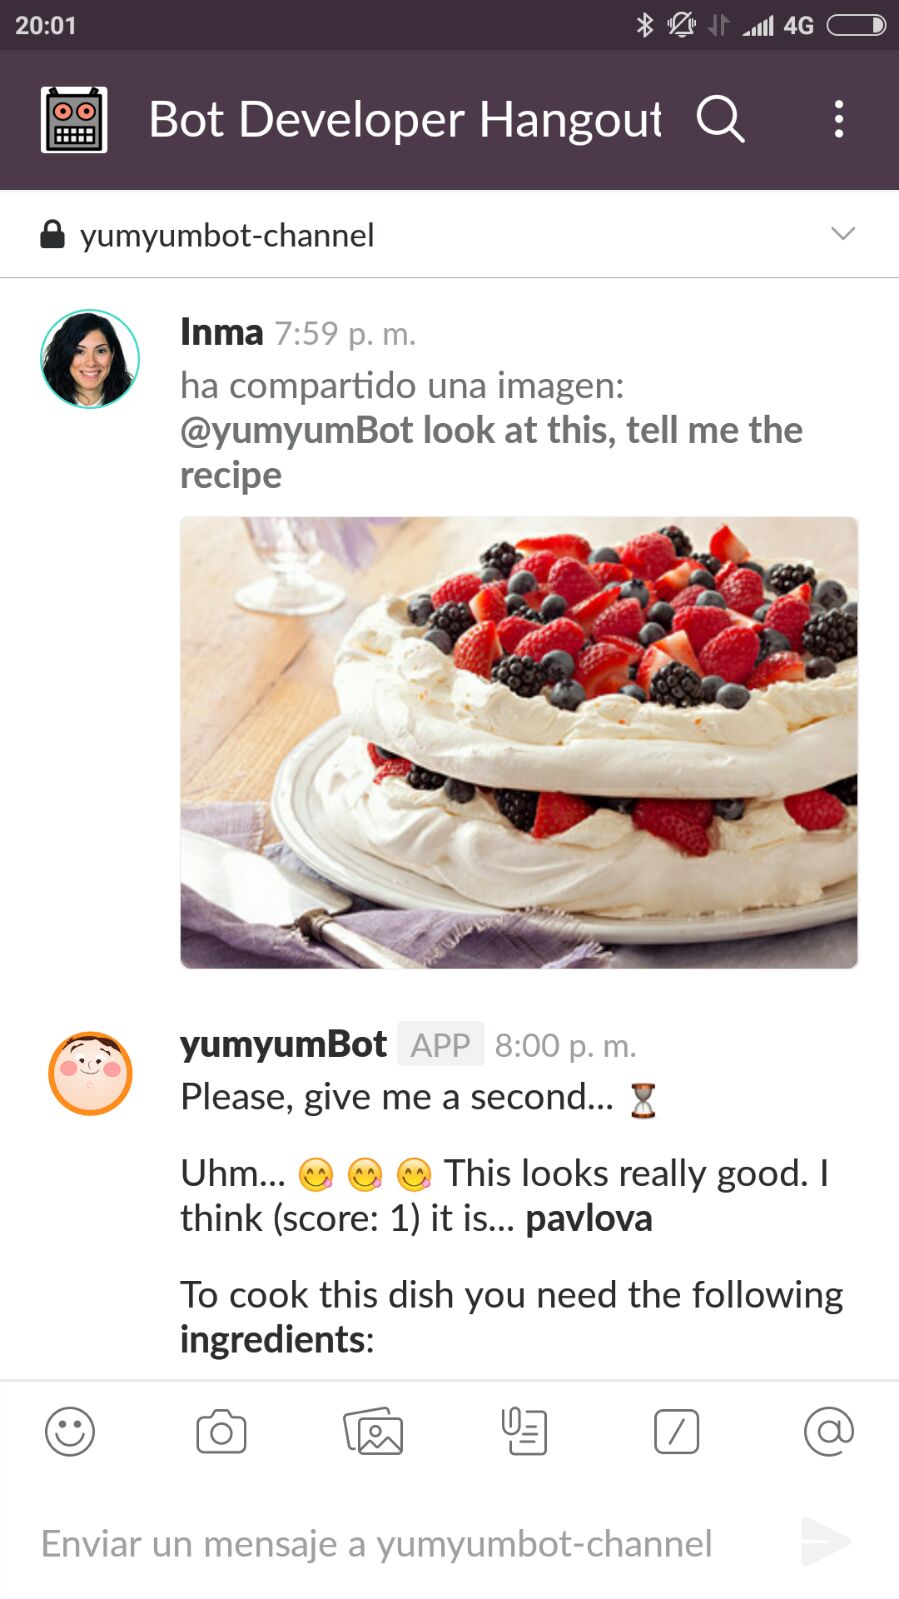 20:01
4G
Bot Developer Hangout
yumyumbot-channel
Inma 7:59 p. m.
ha compartido una imagen:
@yumyumBot look at this, tell me the
recipe
yumyumBot APP 8:00 p. m.
Please, give me a second... ⏳
Uhm... 😋 😋 😋 This looks really good. I
think (score: 1) it is... pavlova
To cook this dish you need the following
ingredients:
Enviar un mensaje a yumyumbot-channel